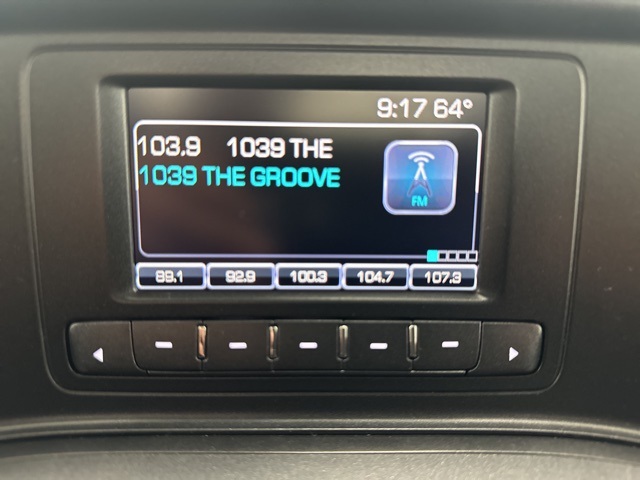 9:17 64°
103.9 1039 THE
1039 THE GROOVE
FM
89.1 92.9 100.3 104.7 107.3